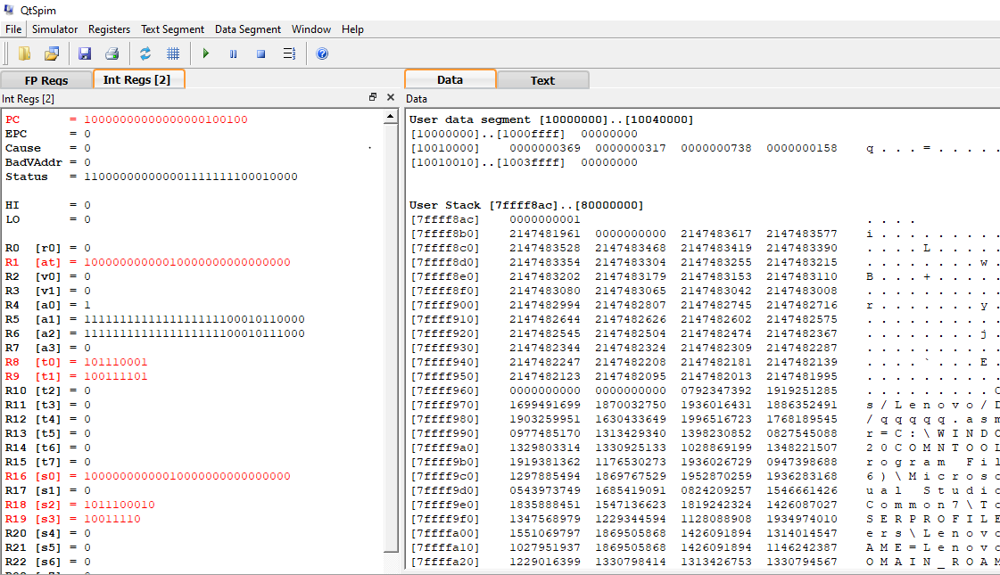 QtSpim
File Simulator Registers Text Segment Data Segment Window Help
FP Regs Int Regs [2] Data Text
Int Regs [2] Data
PC = 10000000000000000100100
EPC = 0
Cause = 0
BadVAddr = 0
Status = 110000000000001111111100010000
HI = 0
LO = 0
R0 [r0] = 0
R1 [at] = 10000000000010000000000000000
R2 [v0] = 0
R3 [v1] = 0
R4 [a0] = 1
R5 [a1] = 1111111111111111111100010110000
R6 [a2] = 1111111111111111111100010111000
R7 [a3] = 0
R8 [t0] = 101110001
R9 [t1] = 100111101
R10 [t2] = 0
R11 [t3] = 0
R12 [t4] = 0
R13 [t5] = 0
R14 [t6] = 0
R15 [t7] = 0
R16 [s0] = 10000000000010000000000000000
R17 [s1] = 0
R18 [s2] = 1011100010
R19 [s3] = 10011110
R20 [s4] = 0
R21 [s5] = 0
R22 [s6] = 0
User data segment [10000000]..[10040000]
[10000000]..[1000ffff] 00000000
[10010000] 0000000369 0000000317 0000000738 0000000158 q . . . = . . . . .
[10010010]..[1003ffff] 00000000
User Stack [7ffff8ac]..[80000000]
[7ffff8ac] 0000000001 . . . .
[7ffff8b0] 2147481961 0000000000 2147483617 2147483577 i . . . . . . . . .
[7ffff8c0] 2147483528 2147483468 2147483419 2147483390 . . . . L . . . . .
[7ffff8d0] 2147483354 2147483304 2147483255 2147483215 . . . . . . . . w .
[7ffff8e0] 2147483202 2147483179 2147483153 2147483110 B . . . + . . . . .
[7ffff8f0] 2147483080 2147483065 2147483042 2147483008 . . . . . . . . . .
[7ffff900] 2147482994 2147482807 2147482745 2147482716 r . . . . . . . y .
[7ffff910] 2147482644 2147482626 2147482602 2147482575 . . . . . . . . . .
[7ffff920] 2147482545 2147482504 2147482474 2147482367 . . . . . . . . j .
[7ffff930] 2147482344 2147482324 2147482309 2147482287 . . . . . . . . . .
[7ffff940] 2147482247 2147482208 2147482181 2147482139 . . . . ` . . . E .
[7ffff950] 2147482123 2147482095 2147482013 2147481995 . . . . . . . . . .
[7ffff960] 0000000000 0000000000 0792347392 1919251285 . . . . . . . . . C
[7ffff970] 1699491699 1870032750 1936016431 1886352491 s / L e n o v o / D
[7ffff980] 1903259951 1630433649 1996516723 1768189545 / q q q q q . a s m
[7ffff990] 0977485170 1313429340 1398230852 0827545088 r = C : \ W I N D O
[7ffff9a0] 1329803314 1330925133 1028869199 1348221507 2 0 C O M N T O O L
[7ffff9b0] 1919381362 1176530273 1936026729 0947398688 r o g r a m F i l
[7ffff9c0] 1297885494 1869767529 1952870259 1936283168 6 ) \ M i c r o s o
[7ffff9d0] 0543973749 1685419091 0824209257 1546661426 u a l S t u d i o
[7ffff9e0] 1835888451 1547136623 1819242324 1426087027 C o m m o n 7 \ T o
[7ffff9f0] 1347568979 1229344594 1128088908 1934974010 S E R P R O F I L E
[7ffffa00] 1551069797 1869505868 1426091894 1314014547 e r s \ L e n o v o
[7ffffa10] 1027951937 1869505868 1426091894 1146242387 A M E = L e n o v o
[7ffffa20] 1229016399 1330798414 1313426753 1330794567 O M A I N _ R O A M